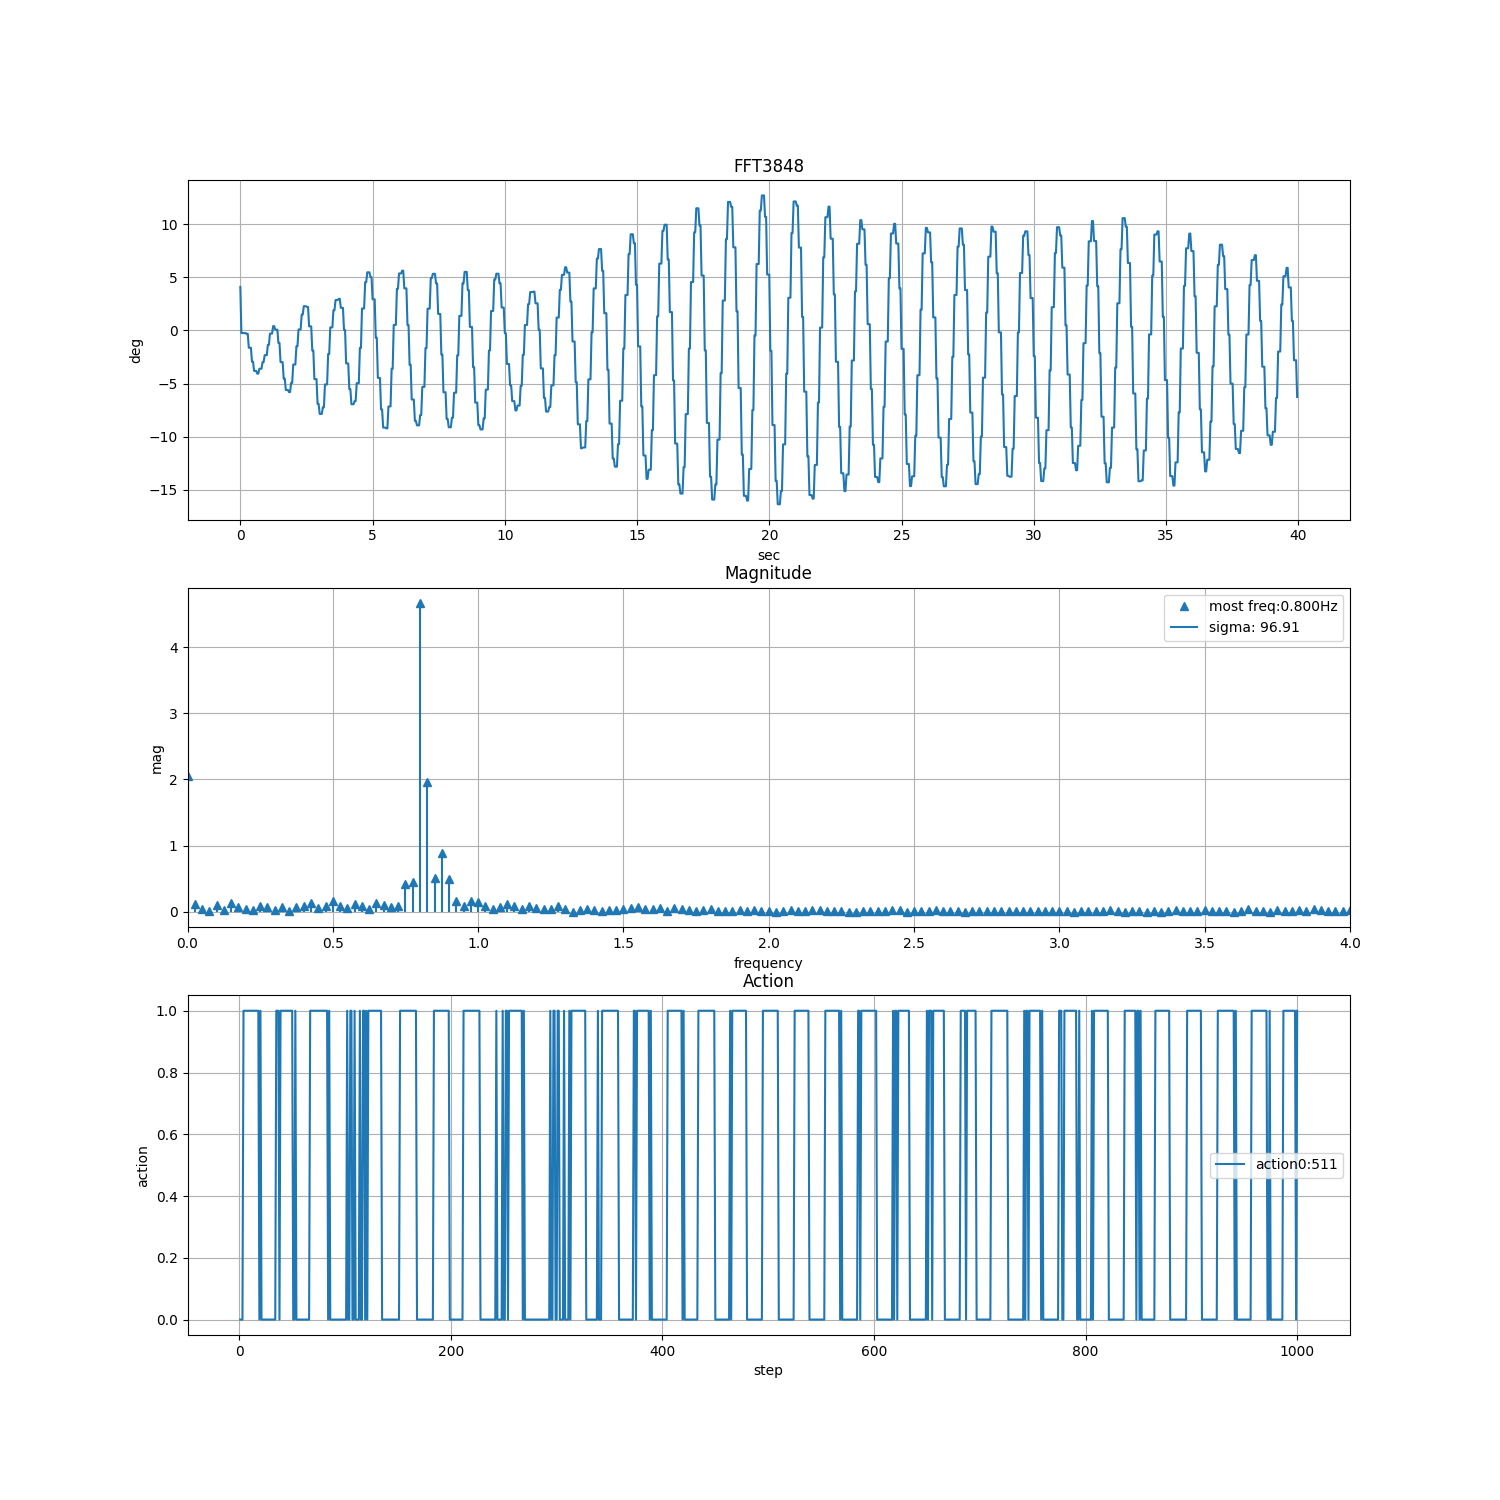 FFT3848
10
5
0
−5
−10
−15
deg
0 5 10 15 20 25 30 35 40
sec
Magnitude
most freq:0.800Hz
sigma: 96.91
4
3
2
1
0
mag
0.0 0.5 1.0 1.5 2.0 2.5 3.0 3.5 4.0
frequency
Action
1.0
0.8
0.6
0.4
0.2
0.0
action
action0:511
0 200 400 600 800 1000
step